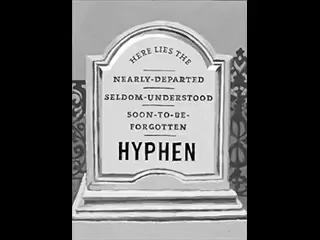 HERE LIES THE
NEARLY-DEPARTED
SELDOM-UNDERSTOOD
SOON-TO-BE-
FORGOTTEN
HYPHEN